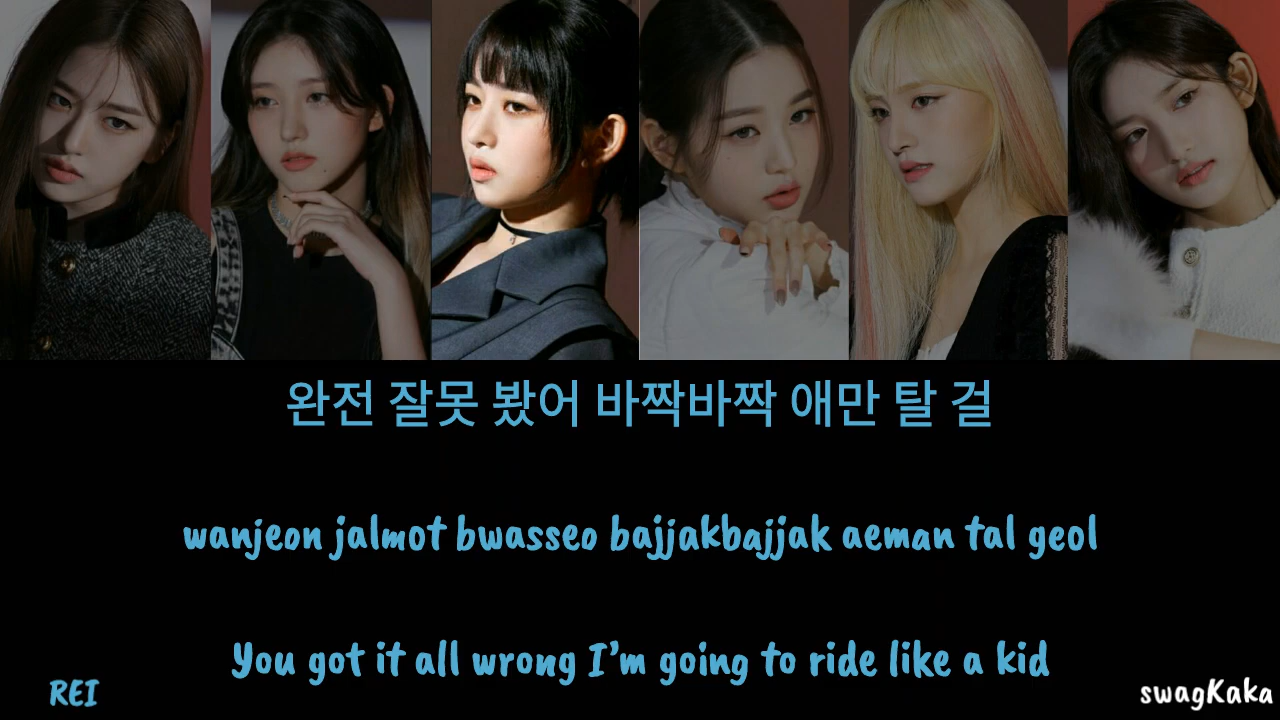 완전 잘못 봤어 바짝바짝 애만 탈 걸
wanjeon jalmot bwasseo bajjakbajjak aeman tal geol
You got it all wrong I'm going to ride like a kid
REI
swagKaka